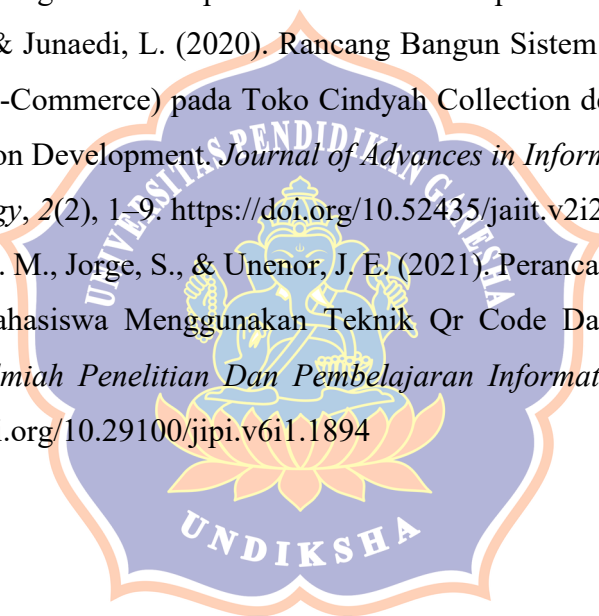 & Junaedi, L. (2020). Rancang Bangun Sistem
-Commerce) pada Toko Cindyah Collection de
on Development. Journal of Advances in Inform
gy, 2(2), 1–9. https://doi.org/10.52435/jaiit.v2i2
. M., Jorge, S., & Unenor, J. E. (2021). Peranca
ahasiswa Menggunakan Teknik Qr Code Da
lmiah Penelitian Dan Pembelajaran Informat
i.org/10.29100/jipi.v6i1.1894
UNIVERSITAS PENDIDIKAN GANESHA
UNDIKSHA